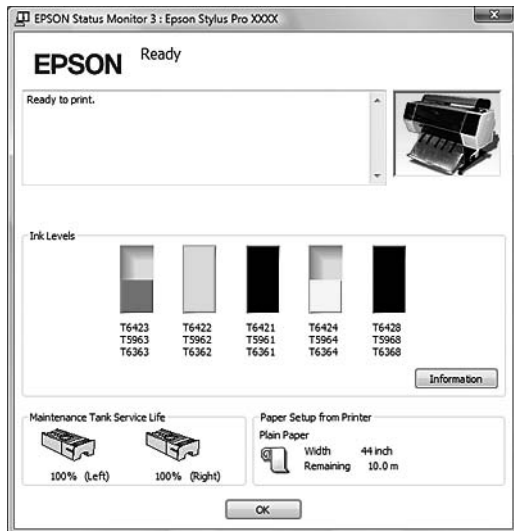 EPSON Status Monitor 3 : Epson Stylus Pro XXXX
EPSON
Ready
Ready to print.
Ink Levels
T6423 T6422 T6421 T6424 T6428
T5963 T5962 T5961 T5964 T5968
T6363 T6362 T6361 T6364 T6368
Information
Maintenance Tank Service Life
100% (Left) 100% (Right)
Paper Setup from Printer
Plain Paper
Width 44 inch
Remaining 10.0 m
OK